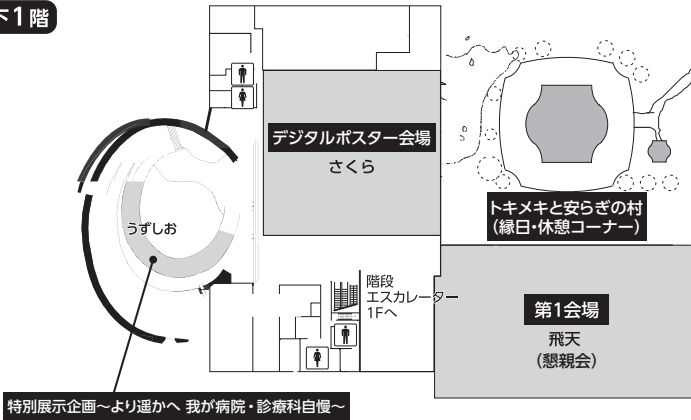 下1階
デジタルポスター会場
さくら
うずしお
トキメキと安らぎの村
(縁日・休憩コーナー)
階段
エスカレーター
1Fへ
第1会場
飛天
(懇親会)
特別展示企画～より遥かへ 我が病院・診療科自慢～